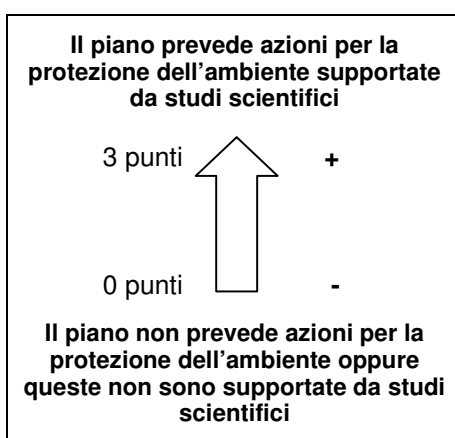 Il piano prevede azioni per la
protezione dell'ambiente supportate
da studi scientifici
3 punti +
0 punti -
Il piano non prevede azioni per la
protezione dell'ambiente oppure
queste non sono supportate da studi
scientifici